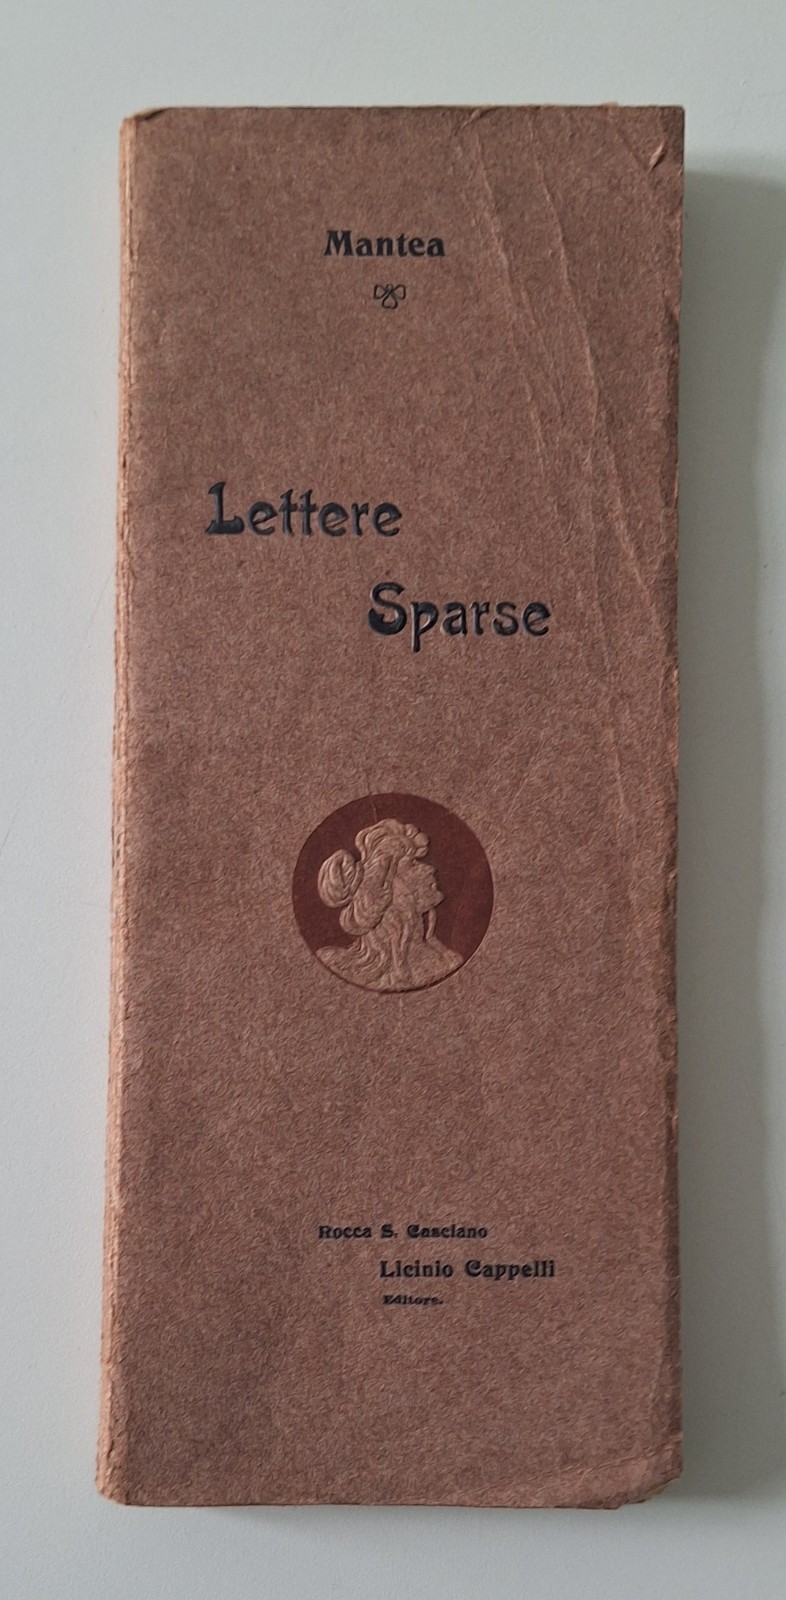 Mantea
Lettere
Sparse
Rocca S. Casciano
Licinio Cappelli
Editore.